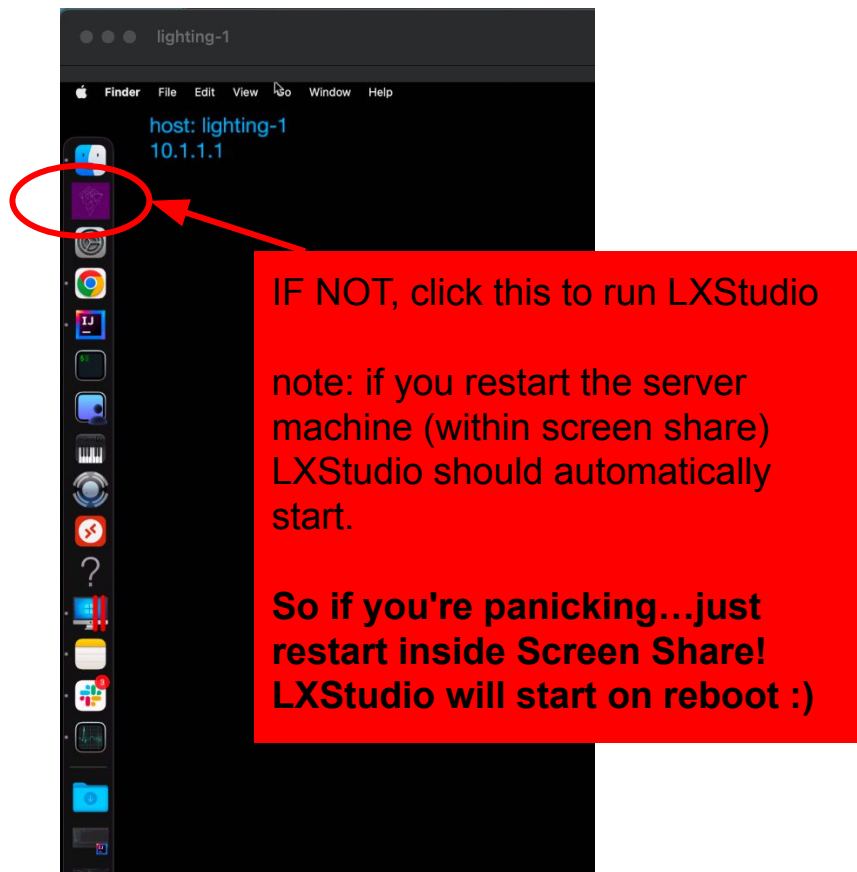 lighting-1
Finder File Edit View Go Window Help
host: lighting-1
10.1.1.1
IJ
3
IF NOT, click this to run LXStudio
note: if you restart the server
machine (within screen share)
LXStudio should automatically
start.
So if you're panicking…just
restart inside Screen Share!
LXStudio will start on reboot :)